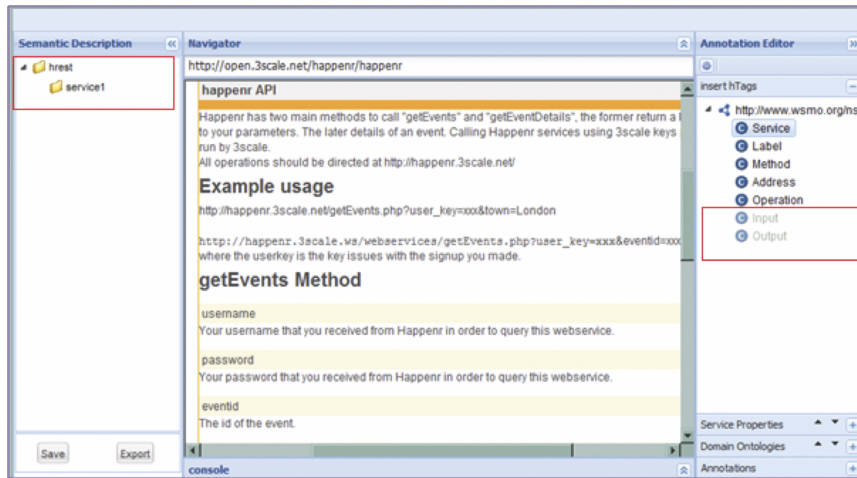 Semantic Description
hrest
service1
Save
Export
Navigator
http://open.3scale.net/happenr/happenr
happenr API
Happenr has two main methods to call "getEvents" and "getEventDetails", the former return a
to your parameters. The later details of an event. Calling Happenr services using 3scale keys
run by 3scale.
All operations should be directed at http://happenr.3scale.net/
Example usage
http://happenr.3scale.net/getEvents.php?user_key=xxx&town=London
http://happenr.3scale.ws/webservices/getEvents.php?user_key=xxx&eventid=xxx
where the userkey is the key issues with the signup you made.
getEvents Method
username
Your username that you received from Happenr in order to query this webservice.
password
Your password that you received from Happenr in order to query this webservice.
eventid
The id of the event.
console
Annotation Editor
insert hTags
http://www.wsmo.org/ns
Service
Label
Method
Address
Operation
Input
Output
Service Properties
Domain Ontologies
Annotations